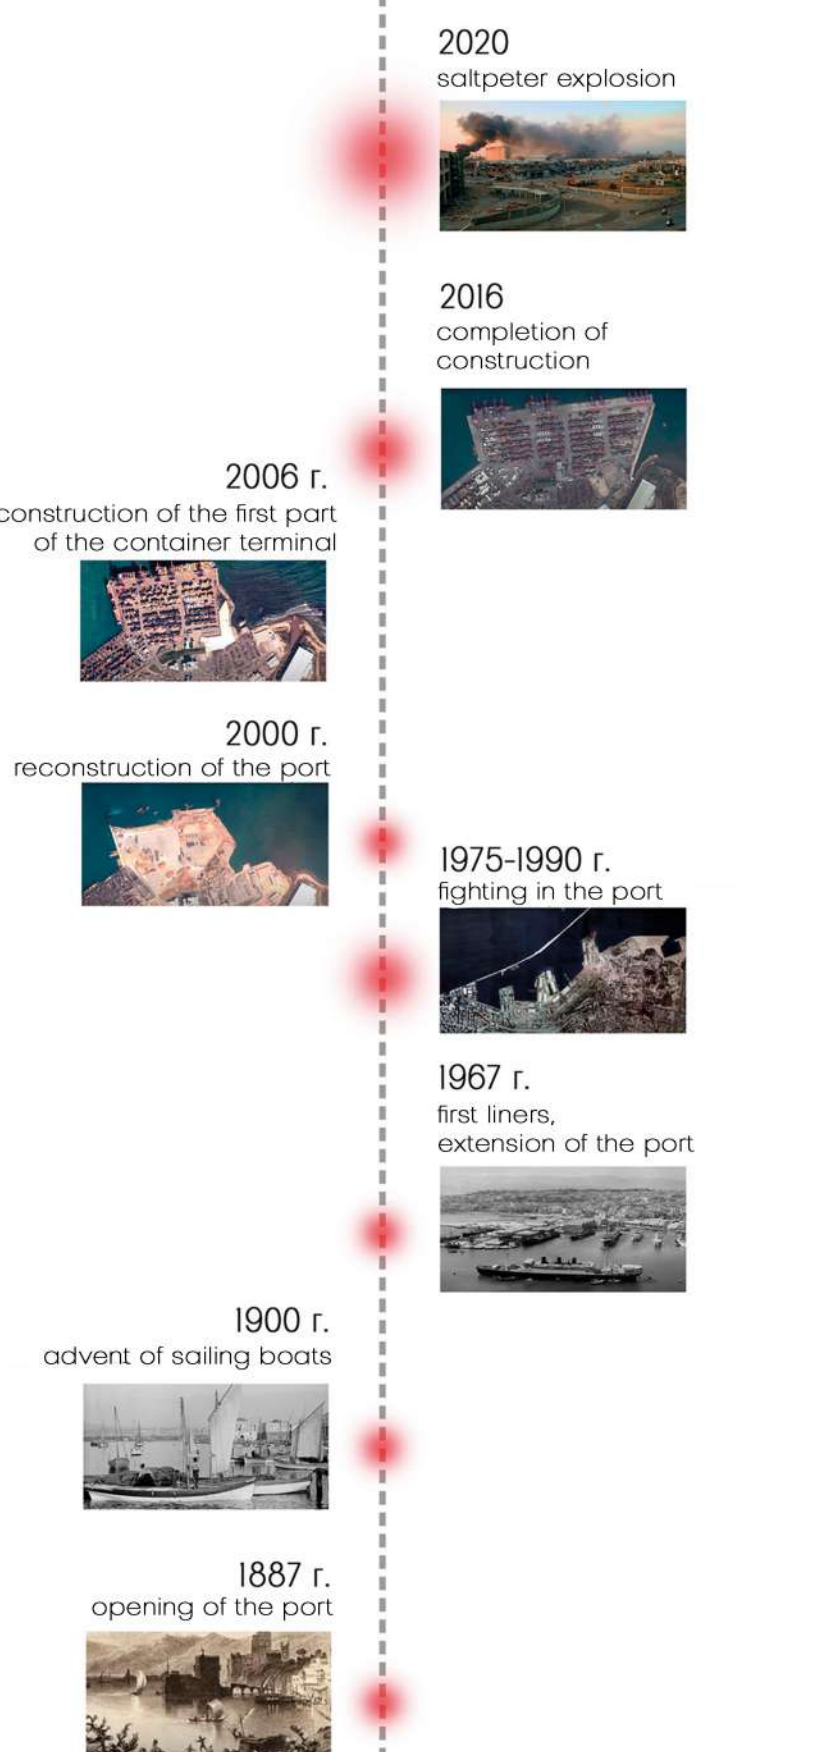 2020
saltpeter explosion
2016
completion of
construction
2006 г.
construction of the first part
of the container terminal
2000 г.
reconstruction of the port
1975-1990 г.
fighting in the port
1967 г.
first liners,
extension of the port
1900 г.
advent of sailing boats
1887 г.
opening of the port